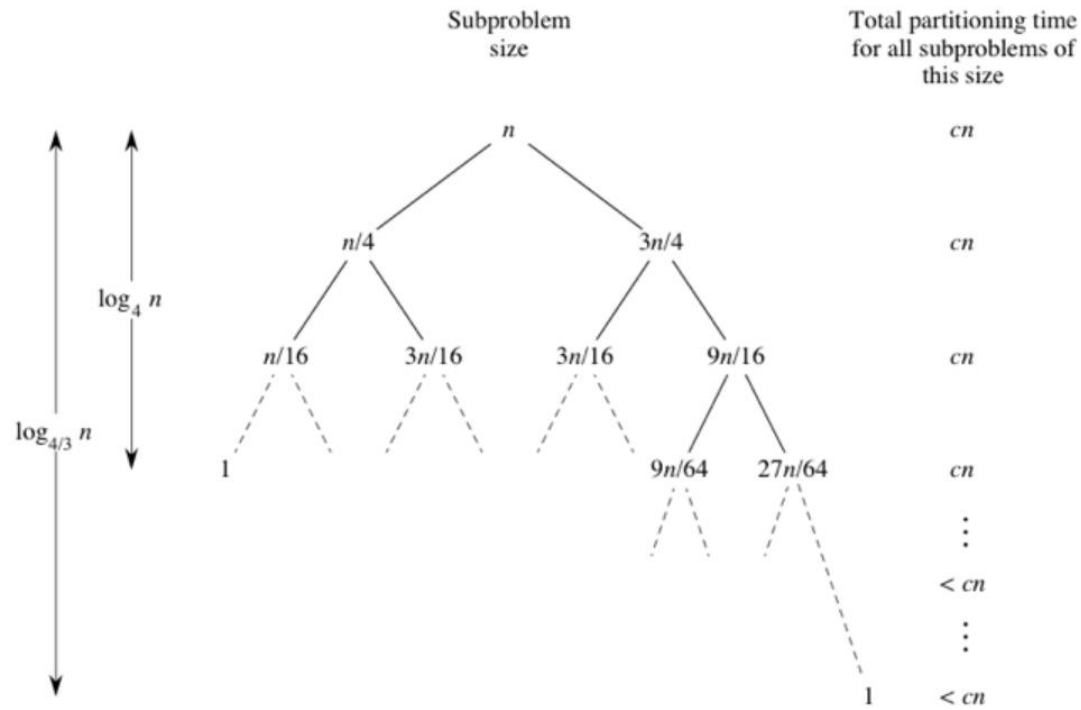 Subproblem
size
Total partitioning time
for all subproblems of
this size
n
cn
n/4
3n/4
cn
log₄ n
n/16
3n/16
3n/16
9n/16
cn
log₄/₃ n
1
9n/64
27n/64
cn
⋮
< cn
⋮
1
< cn